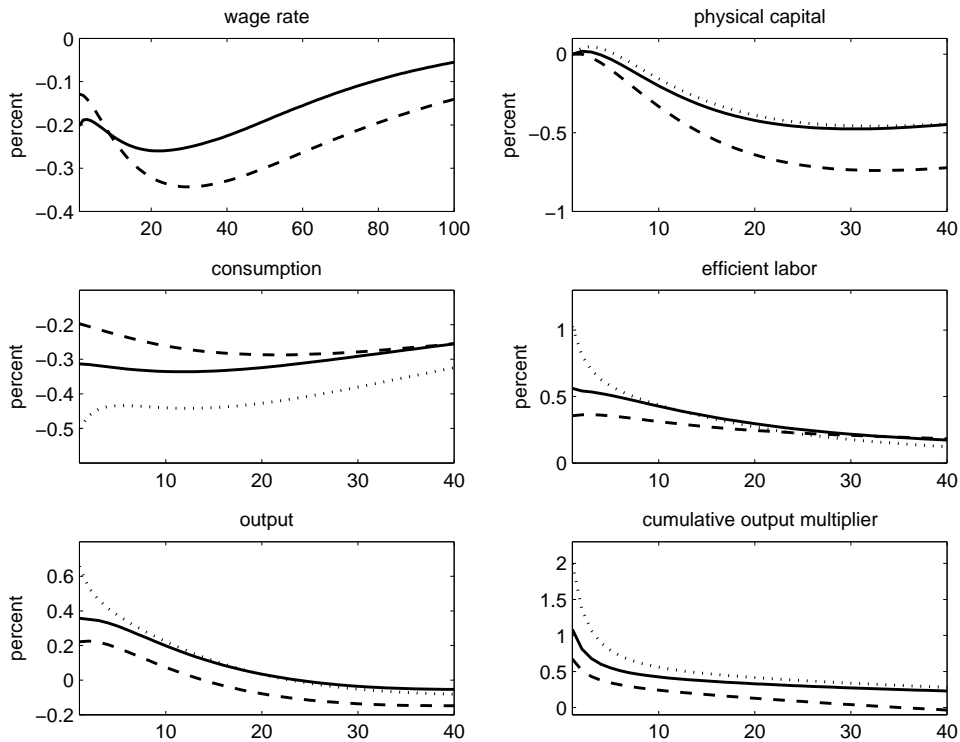 wage rate
percent
0
−0.1
−0.2
−0.3
−0.4
20 40 60 80 100
physical capital
percent
0
−0.5
−1
10 20 30 40
consumption
percent
−0.2
−0.3
−0.4
−0.5
10 20 30 40
efficient labor
percent
1
0.5
0
10 20 30 40
output
percent
0.6
0.4
0.2
0
−0.2
10 20 30 40
cumulative output multiplier
2
1.5
1
0.5
0
10 20 30 40